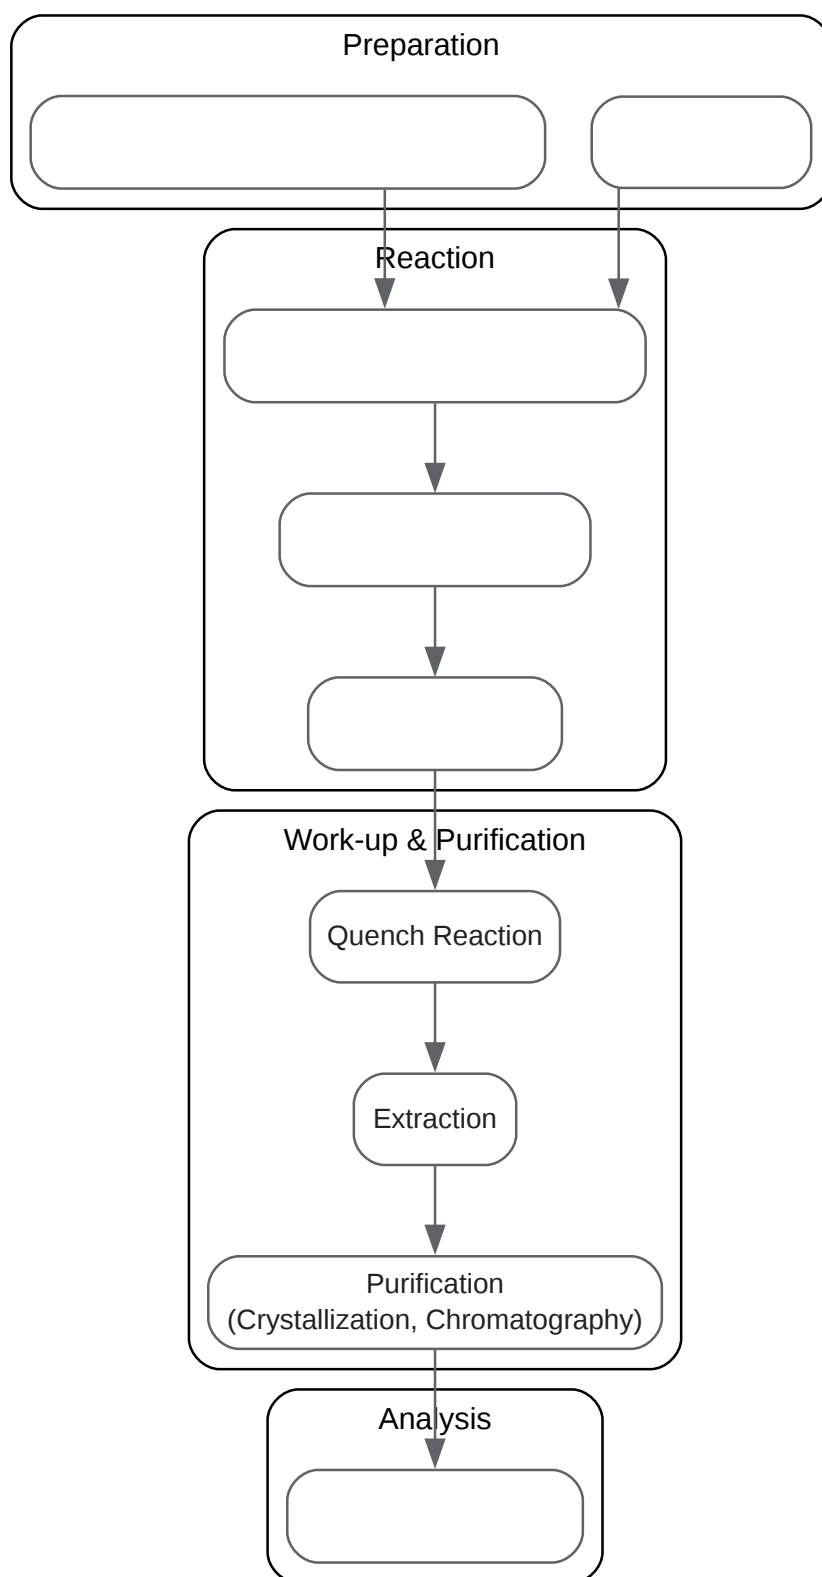 Preparation
Reaction
Work-up & Purification
Quench Reaction
Extraction
Purification
(Crystallization, Chromatography)
Analysis